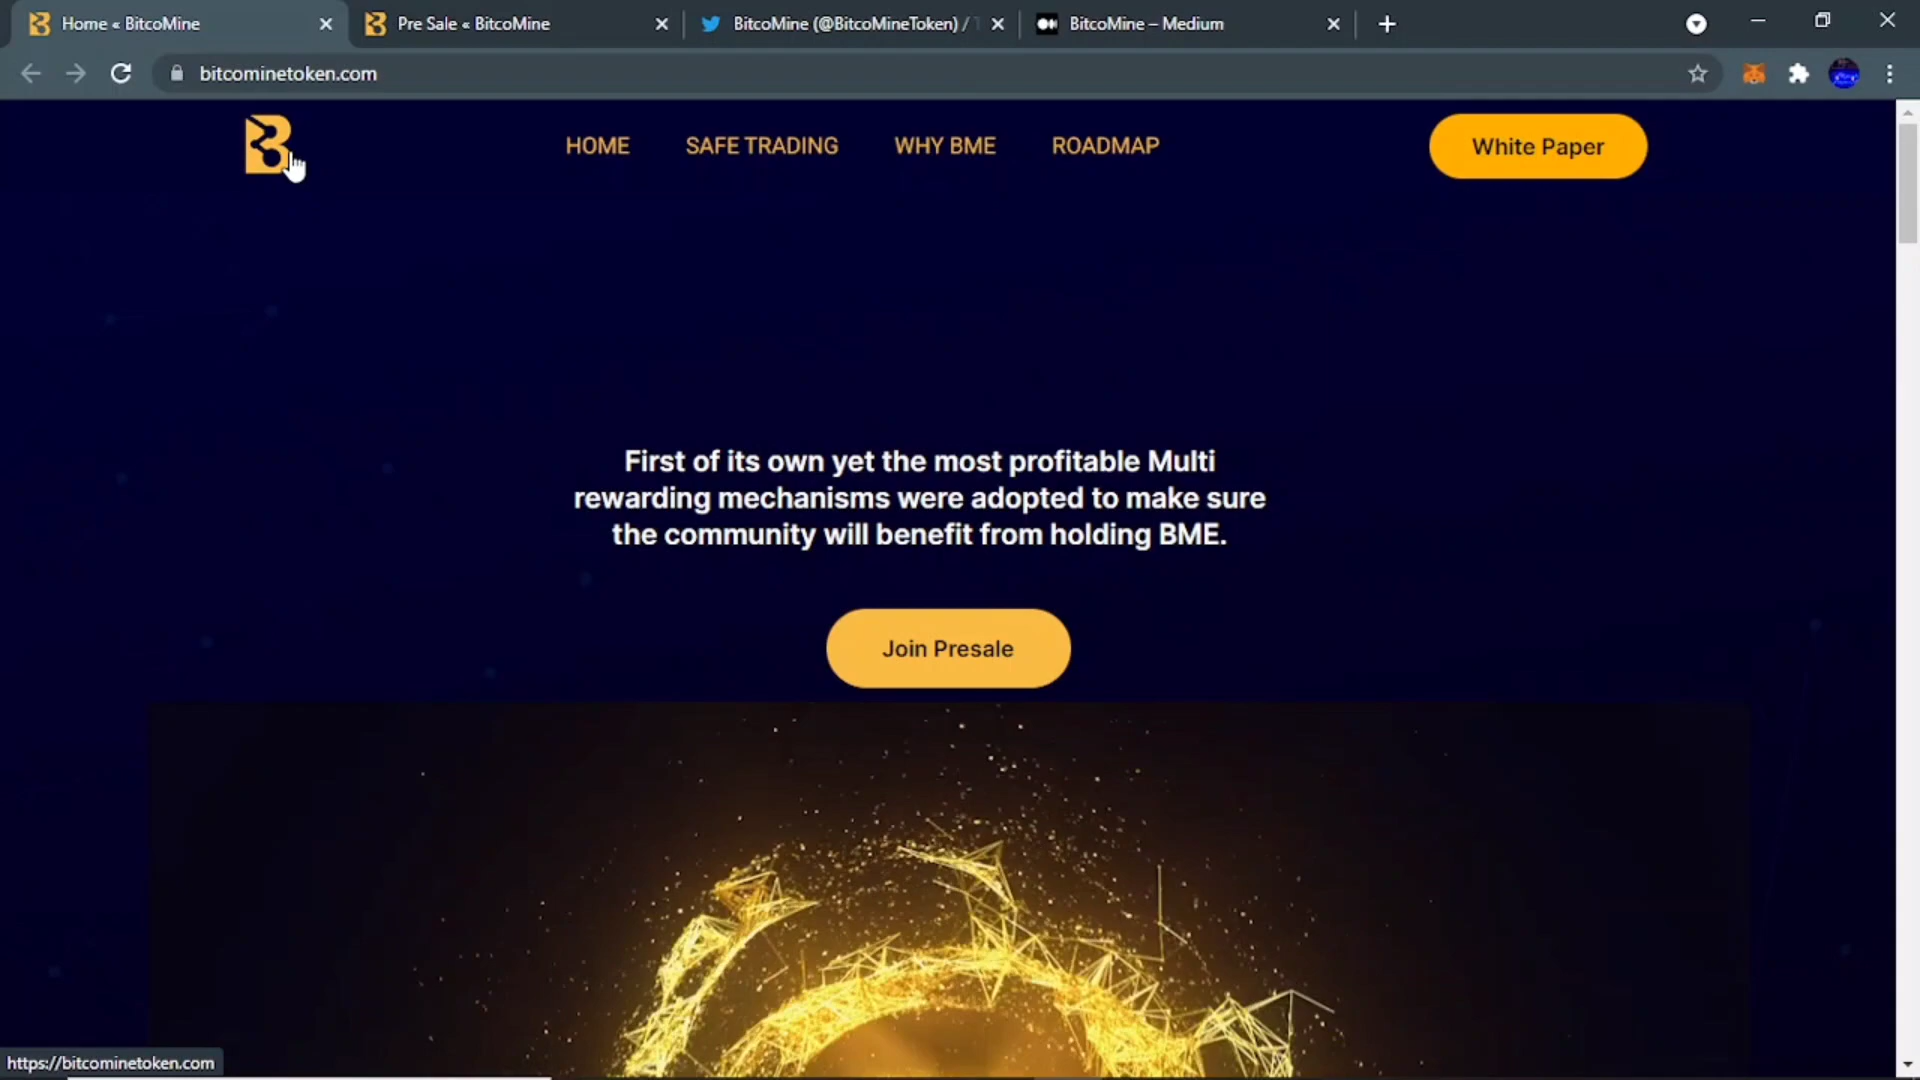 Home « BitcoMine
Pre Sale « BitcoMine
BitcoMine (@BitcoMineToken) /
BitcoMine – Medium
bitcominetoken.com
HOME
SAFE TRADING
WHY BME
ROADMAP
White Paper
First of its own yet the most profitable Multi
rewarding mechanisms were adopted to make sure
the community will benefit from holding BME.
Join Presale
https://bitcominetoken.com